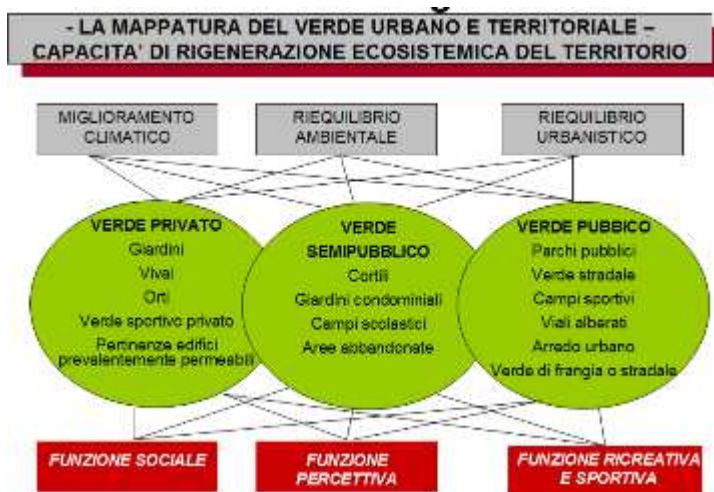 - LA MAPPATURA DEL VERDE URBANO E TERRITORIALE –
CAPACITA' DI RIGENERAZIONE ECOSISTEMICA DEL TERRITORIO
MIGLIORAMENTO
CLIMATICO
RIEQUILIBRIO
AMBIENTALE
RIEQUILIBRIO
URBANISTICO
VERDE PRIVATO
Giardini
Vivai
Orti
Verde sportivo privato
Pertinenze edifici
prevalentemente permeabili
VERDE
SEMIPUBBLICO
Cortili
Giardini condominiali
Campi scolastici
Aree abbandonate
VERDE PUBBICO
Parchi pubblici
Verde stradale
Campi sportivi
Viali alberati
Arredo urbano
Verde di frangia o stradale
FUNZIONE SOCIALE
FUNZIONE
PERCETTIVA
FUNZIONE RICREATIVA
E SPORTIVA